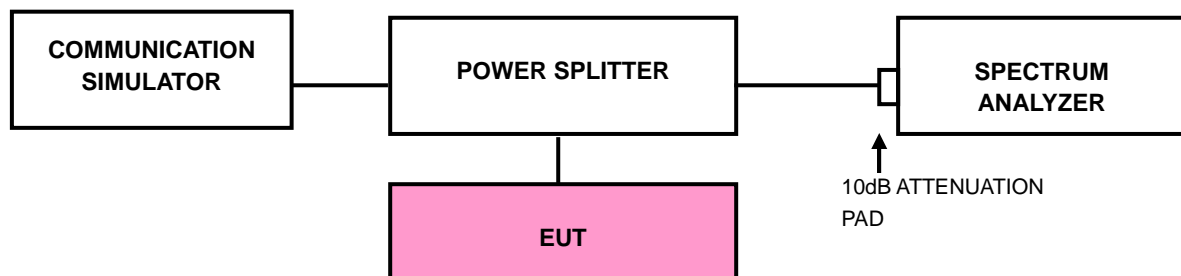 COMMUNICATION
SIMULATOR
POWER SPLITTER
SPECTRUM
ANALYZER
10dB ATTENUATION
PAD
EUT